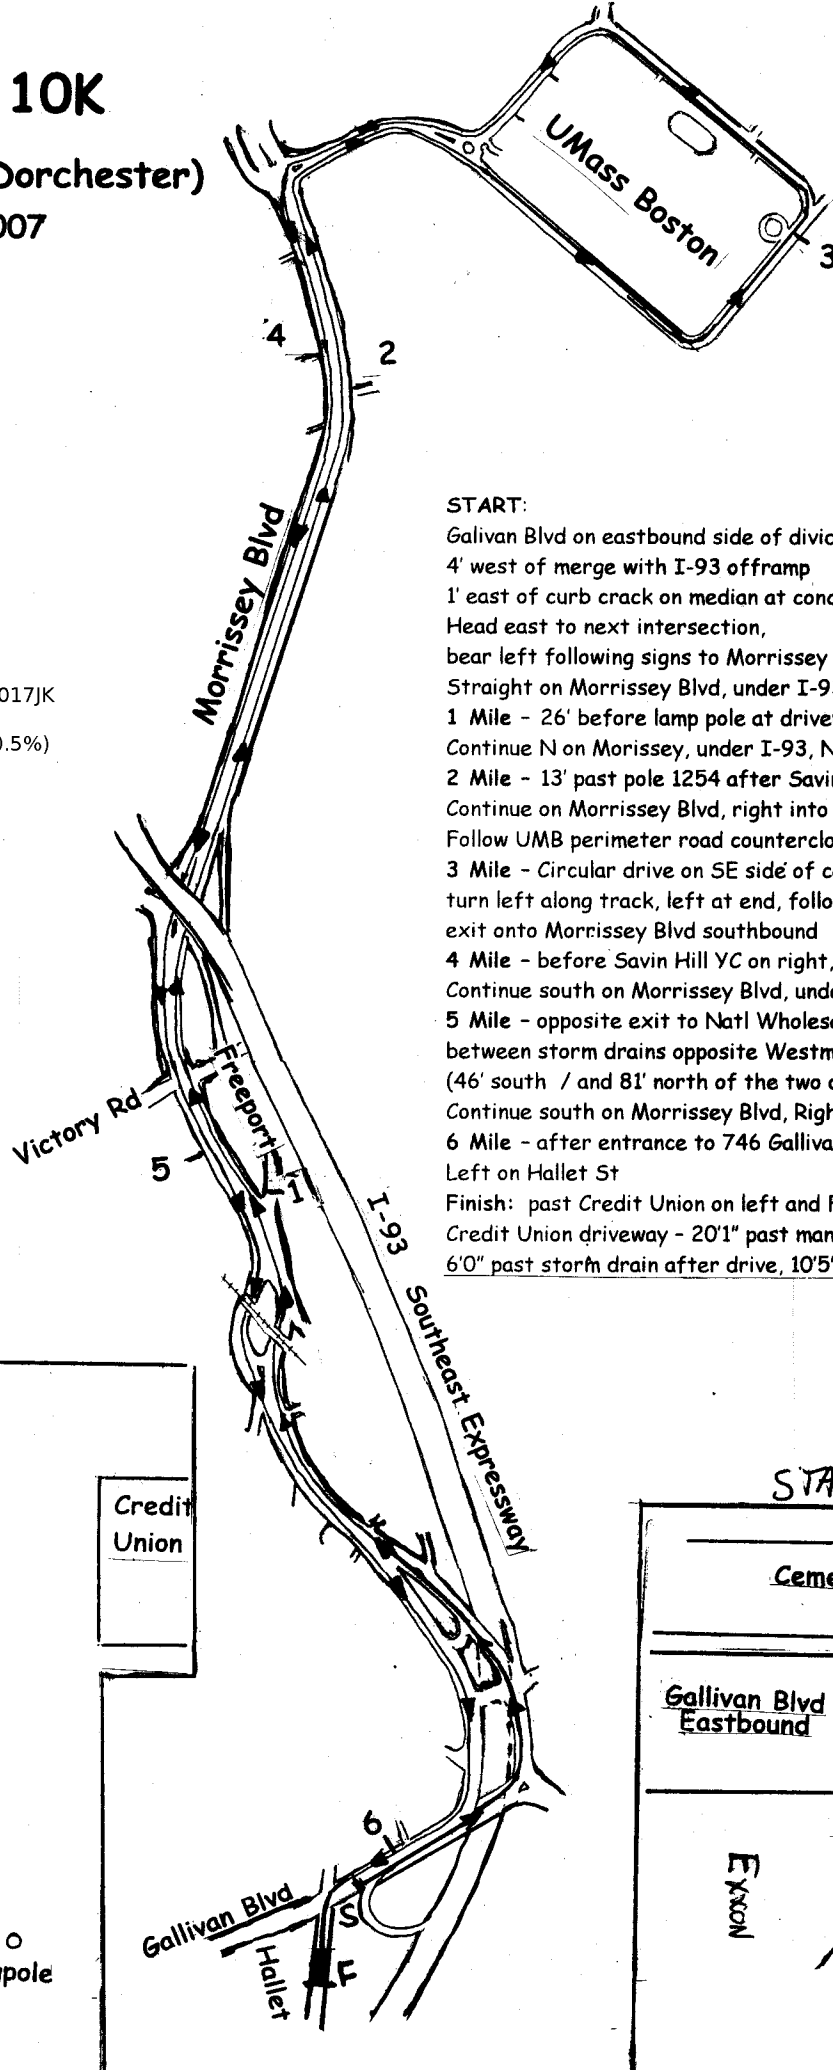 10K
Dorchester)
007
UMass Boston
3
4
2
Morrissey Blvd
017JK
0.5%)
START:
Galivan Blvd on eastbound side of divid
4' west of merge with I-93 offramp
1' east of curb crack on median at conc
Head east to next intersection,
bear left following signs to Morrissey
Straight on Morrissey Blvd, under I-9
1 Mile - 26' before lamp pole at drive
Continue N on Morissey, under I-93, N
2 Mile - 13' past pole 1254 after Savi
Continue on Morrissey Blvd, right into
Follow UMB perimeter road counterclo
3 Mile - Circular drive on SE side of c
turn left along track, left at end, follo
exit onto Morrissey Blvd southbound
4 Mile - before Savin Hill YC on right,
Continue south on Morrissey Blvd, unde
5 Mile - opposite exit to Natl Wholes
between storm drains opposite Westm
(46' south / and 81' north of the two
Continue south on Morrissey Blvd, Righ
6 Mile - after entrance to 746 Galliva
Left on Hallet St
Finish: past Credit Union on left and F
Credit Union driveway - 20'1" past man
6'0" past storm drain after drive, 10'5"
Freeport
Victory Rd
5
1
I-93 Southeast Expressway
Credit
Union
STA
Ceme
Gallivan Blvd
Eastbound
Exxon
6
Gallivan Blvd
S
Hallet
F
pole